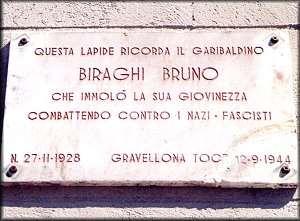 QUESTA LAPIDE RICORDA IL GARIBALDINO
BIRAGHI BRUNO
CHE IMMOLÒ LA SUA GIOVINEZZA
COMBATTENDO CONTRO I NAZI - FASCISTI
N. 27-11-1928 GRAVELLONA TOCE 12-9-1944